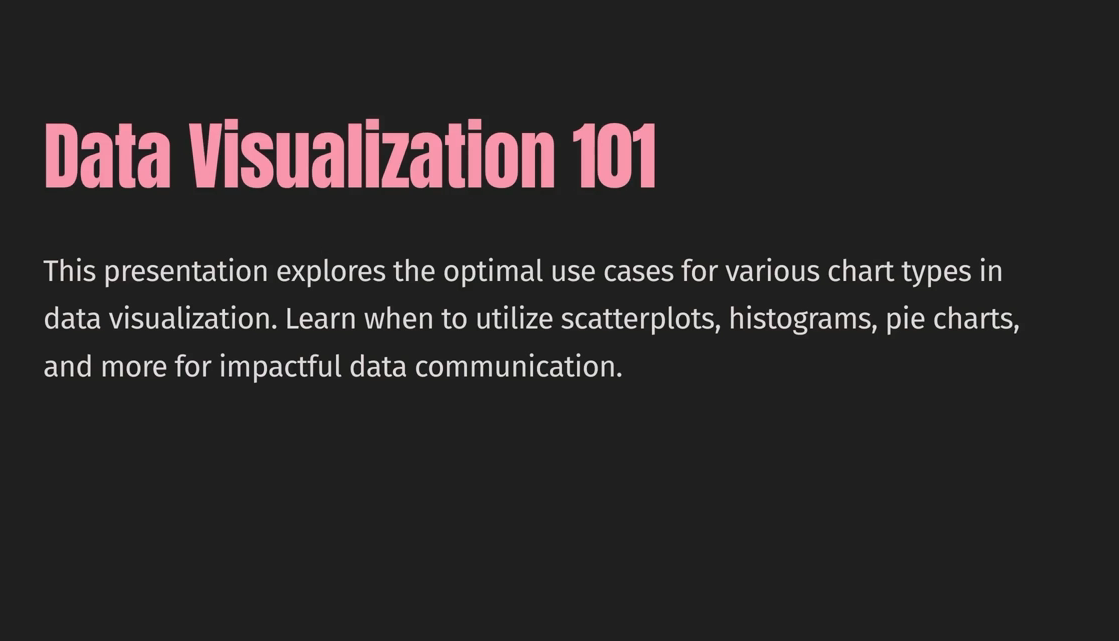 Data Visualization 101
This presentation explores the optimal use cases for various chart types in
data visualization. Learn when to utilize scatterplots, histograms, pie charts,
and more for impactful data communication.